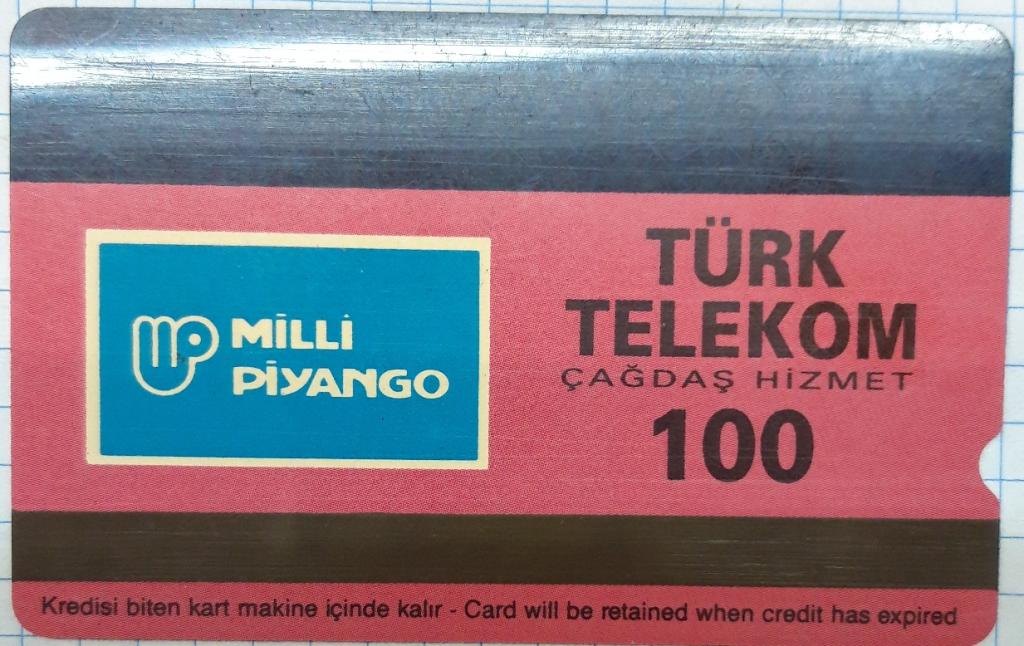 MİLLİ
PİYANGO
TÜRK
TELEKOM
ÇAĞDAŞ HİZMET
100
Kredisi biten kart makine içinde kalır - Card will be retained when credit has expired